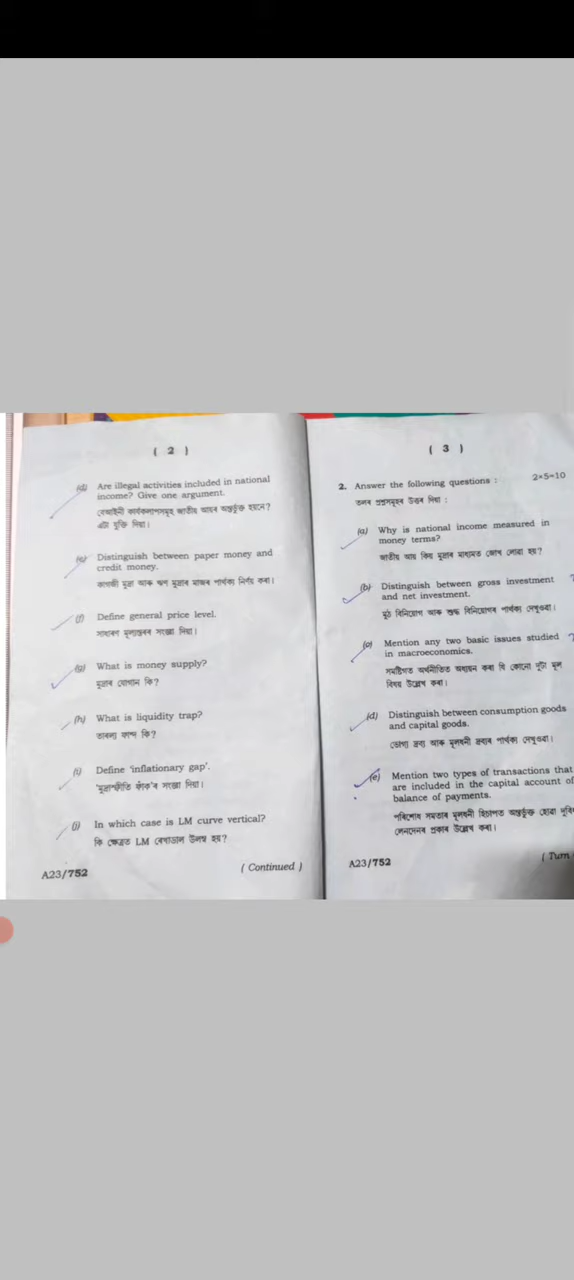 ( 2 )
(d) Are illegal activities included in national
income? Give one argument.
বেআইনী কাৰ্যকলাপসমূহ জাতীয় আয়ৰ অন্তৰ্ভুক্ত হয়নে?
এটা যুক্তি দিয়া।
(e) Distinguish between paper money and
credit money.
কাগজী মুদ্ৰা আৰু ঋণ মুদ্ৰাৰ মাজৰ পাৰ্থক্য নিৰ্ণয় কৰা।
(f) Define general price level.
সাধাৰণ মূল্যস্তৰৰ সংজ্ঞা দিয়া।
(g) What is money supply?
মুদ্ৰাৰ যোগান কি?
(h) What is liquidity trap?
তাৰল্য ফান্দ কি?
(i) Define 'inflationary gap'.
'মুদ্ৰাস্ফীতি ফাঁক'ৰ সংজ্ঞা দিয়া।
(j) In which case is LM curve vertical?
কি ক্ষেত্ৰত LM ৰেখাডাল উলম্ব হয়?
A23/752
( Continued )
( 3 )
2. Answer the following questions : 2×5=10
তলৰ প্ৰশ্নসমূহৰ উত্তৰ দিয়া :
(a) Why is national income measured in
money terms?
জাতীয় আয় কিয় মুদ্ৰাৰ মাধ্যমত জোখ লোৱা হয়?
(b) Distinguish between gross investment
and net investment.
মুঠ বিনিয়োগ আৰু শুদ্ধ বিনিয়োগৰ পাৰ্থক্য দেখুওৱা।
(c) Mention any two basic issues studied
in macroeconomics.
সমষ্টিগত অৰ্থনীতিত অধ্যয়ন কৰা যি কোনো দুটা মূল
বিষয় উল্লেখ কৰা।
(d) Distinguish between consumption goods
and capital goods.
ভোগ্য দ্ৰব্য আৰু মূলধনী দ্ৰব্যৰ পাৰ্থক্য দেখুওৱা।
(e) Mention two types of transactions that
are included in the capital account of
balance of payments.
পৰিশোধ সমতাৰ মূলধনী হিচাপত অন্তৰ্ভুক্ত হোৱা
লেনদেনৰ প্ৰকাৰ উল্লেখ কৰা।
A23/752
( Turn